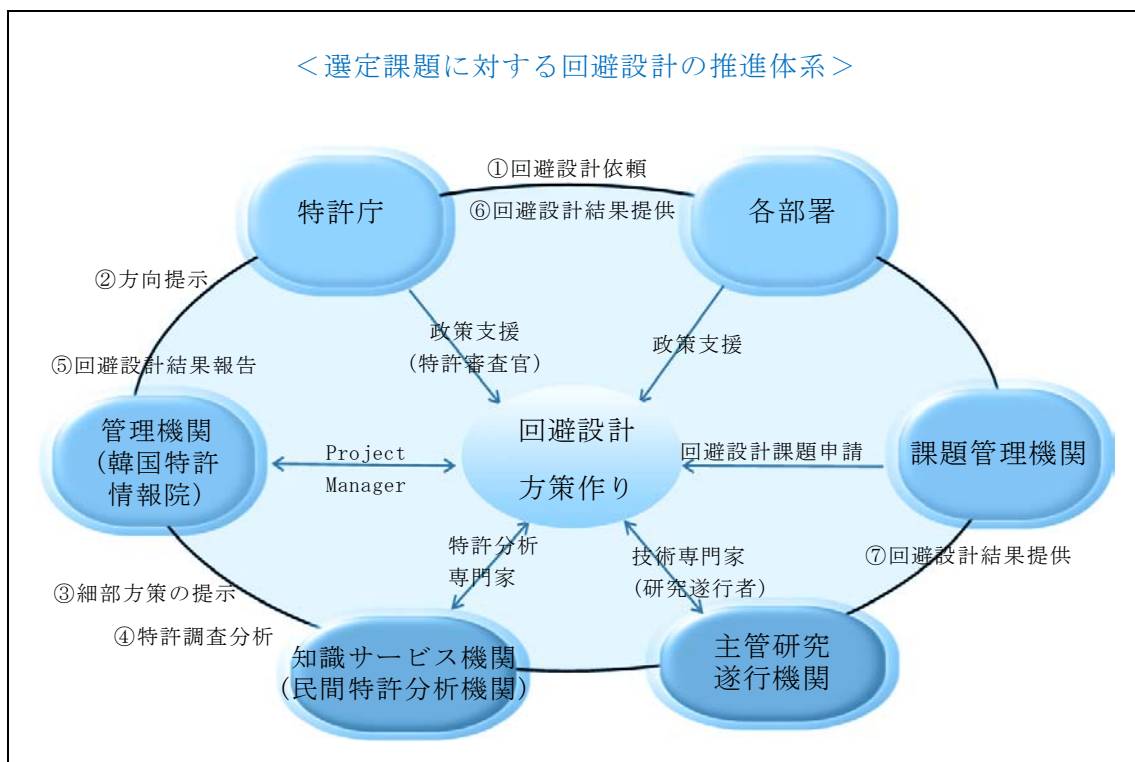 ＜選定課題に対する回避設計の推進体系＞
①回避設計依頼
特許庁
⑥回避設計結果提供
各部署
②方向提示
政策支援
(特許審査官)
政策支援
⑤回避設計結果報告
管理機関
(韓国特許
情報院)
Project
Manager
回避設計
方策作り
回避設計課題申請
課題管理機関
特許分析
専門家
技術専門家
(研究遂行者)
⑦回避設計結果提供
③細部方策の提示
④特許調査分析
知識サービス機関
(民間特許分析機関)
主管研究
遂行機関